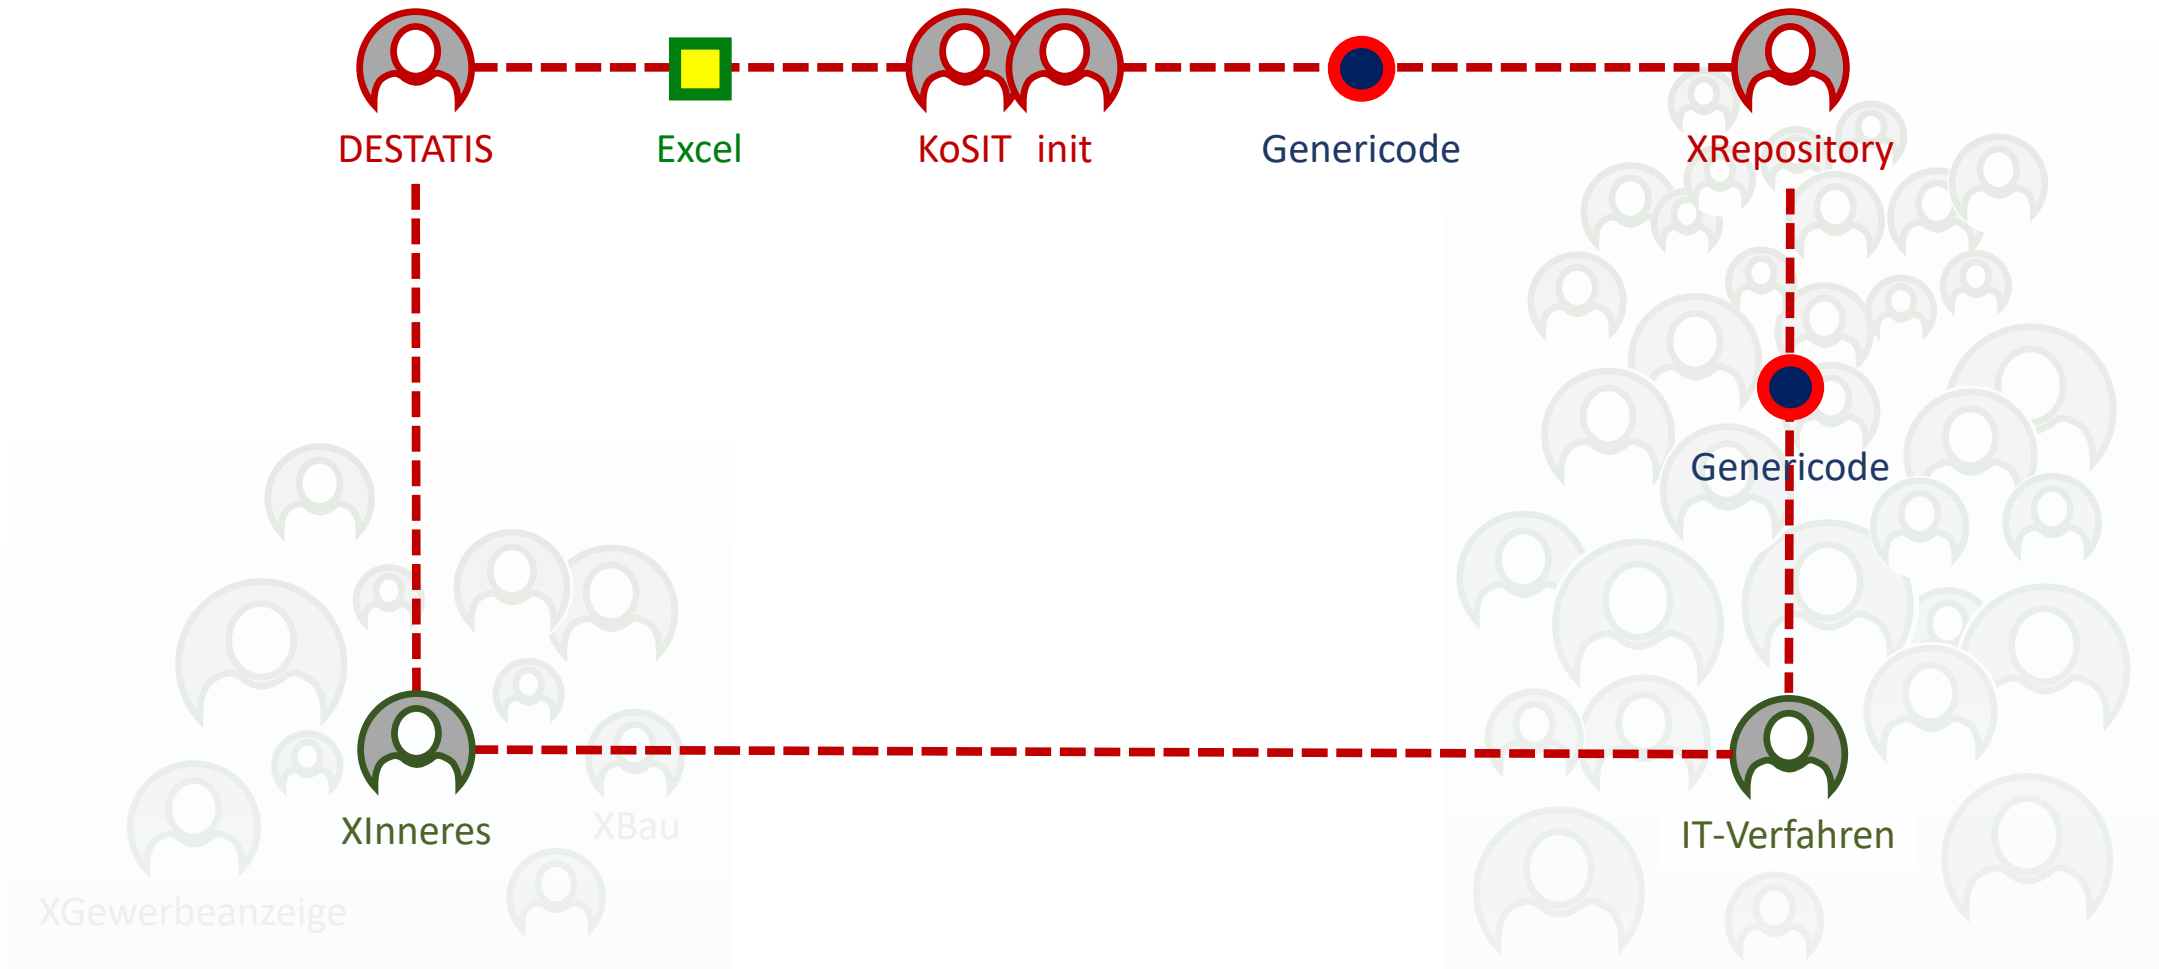 DESTATIS
Excel
KoSIT
init
Genericode
XRepository
Genericode
XInneres
XBau
IT-Verfahren
XGewerbeanzeige